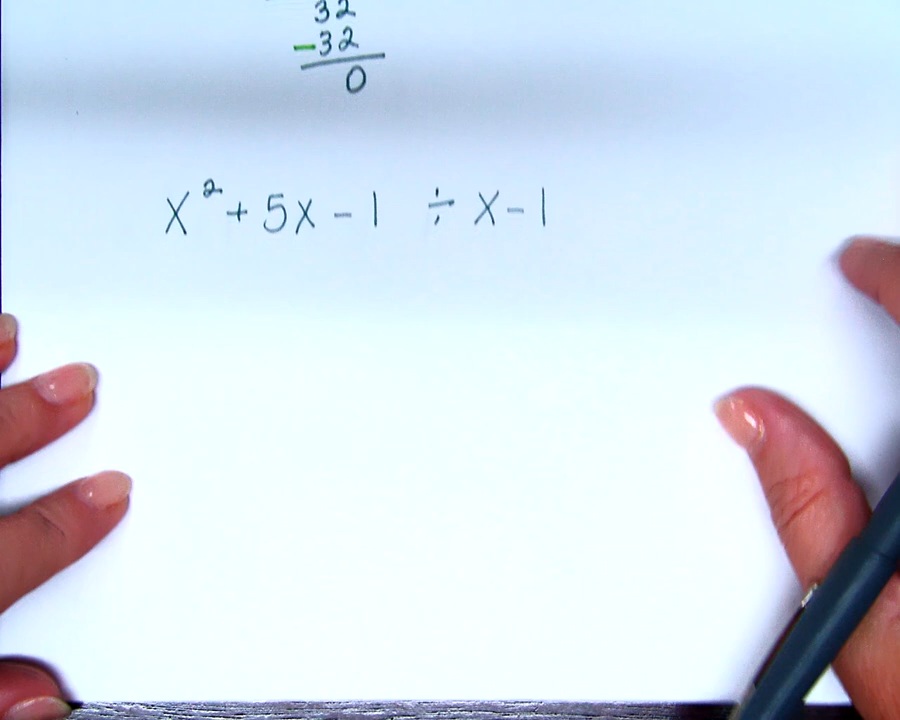 32
-32
0
x² + 5x - 1 ÷ x - 1